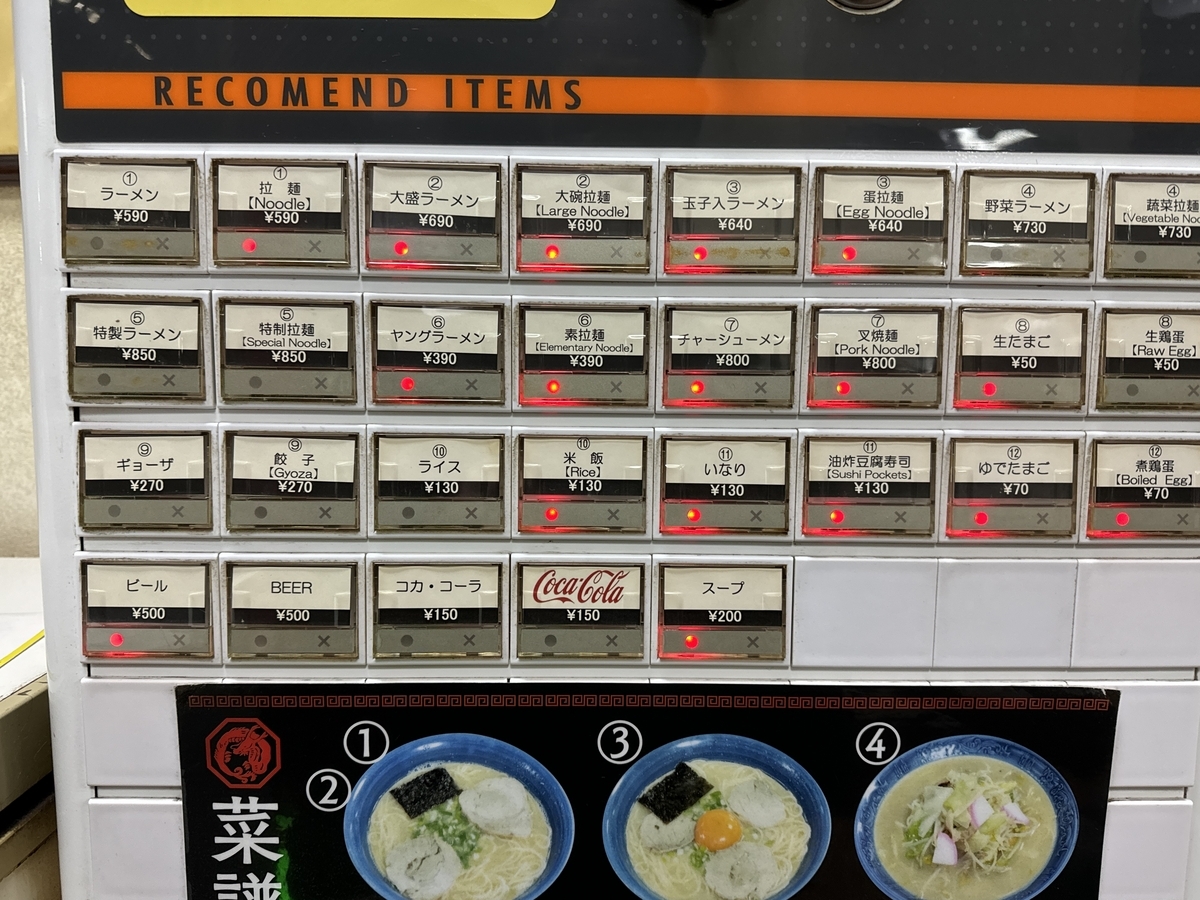 RECOMEND ITEMS
①
ラーメン
¥590
①
拉 麺
【Noodle】
¥590
②
大盛ラーメン
¥690
②
大碗拉麺
【Large Noodle】
¥690
③
玉子入ラーメン
¥640
③
蛋拉麺
【Egg Noodle】
¥640
④
野菜ラーメン
¥730
④
蔬菜拉麺
¥730
⑤
特製ラーメン
¥850
⑤
特制拉麺
【Special Noodle】
¥850
⑥
ヤングラーメン
¥390
⑥
素拉麺
【Elementary Noodle】
¥390
⑦
チャーシューメン
¥800
⑦
叉焼麺
【Pork Noodle】
¥800
⑧
生たまご
¥50
⑧
生鶏蛋
【Raw Egg】
¥50
⑨
ギョーザ
¥270
⑨
餃 子
【Gyoza】
¥270
⑩
ライス
¥130
⑩
米 飯
【Rice】
¥130
⑪
いなり
¥130
⑪
油炸豆腐寿司
【Sushi Pockets】
¥130
⑫
ゆでたまご
¥70
⑫
煮鶏蛋
【Boiled Egg】
¥70
ビール
¥500
BEER
¥500
コカ・コーラ
¥150
Coca-Cola
¥150
スープ
¥200
菜譜
①
②
③
④